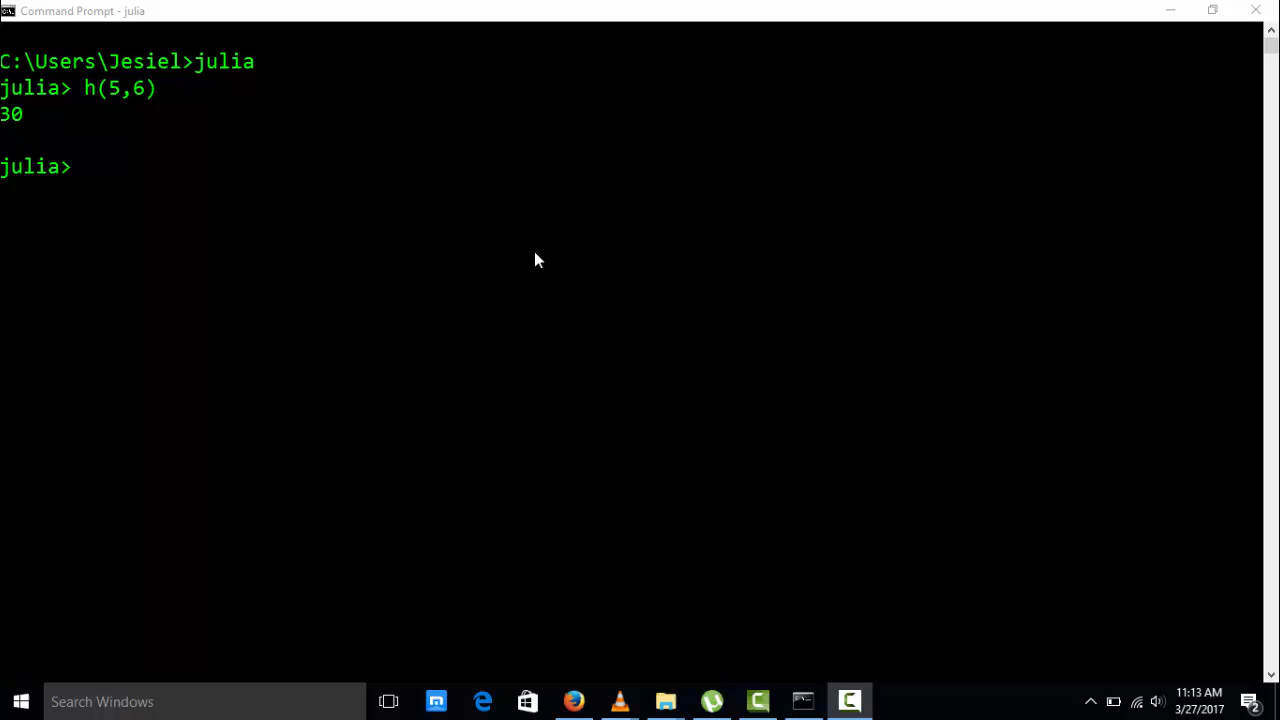 Command Prompt - julia
C:\Users\Jesiel>julia
julia> h(5,6)
30
julia>
Search Windows
11:13 AM
3/27/2017
2